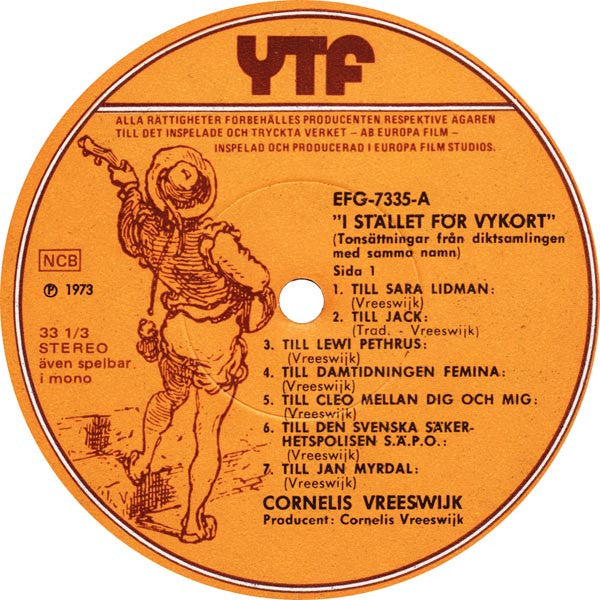 YTF
ALLA RÄTTIGHETER FÖRBEHÅLLES PRODUCENTEN RESPEKTIVE ÄGAREN
TILL DET INSPELADE OCH TRYCKTA VERKET – AB EUROPA FILM –
INSPELAD OCH PRODUCERAD I EUROPA FILM STUDIOS.
EFG-7335-A
"I STÄLLET FÖR VYKORT"
(Tonsättningar från diktsamlingen
med samma namn)
Sida 1
1. TILL SARA LIDMAN:
(Vreeswijk)
2. TILL JACK:
(Trad. - Vreeswijk)
3. TILL LEWI PETHRUS:
(Vreeswijk)
4. TILL DAMTIDNINGEN FEMINA:
(Vreeswijk)
5. TILL CLEO MELLAN DIG OCH MIG:
(Vreeswijk)
6. TILL DEN SVENSKA SÄKER-
HETSPOLISEN S.Ä.P.O.:
(Vreeswijk)
7. TILL JAN MYRDAL:
(Vreeswijk)
CORNELIS VREESWIJK
Producent: Cornelis Vreeswijk
NCB
℗ 1973
33 1/3
STEREO
även spelbar
i mono